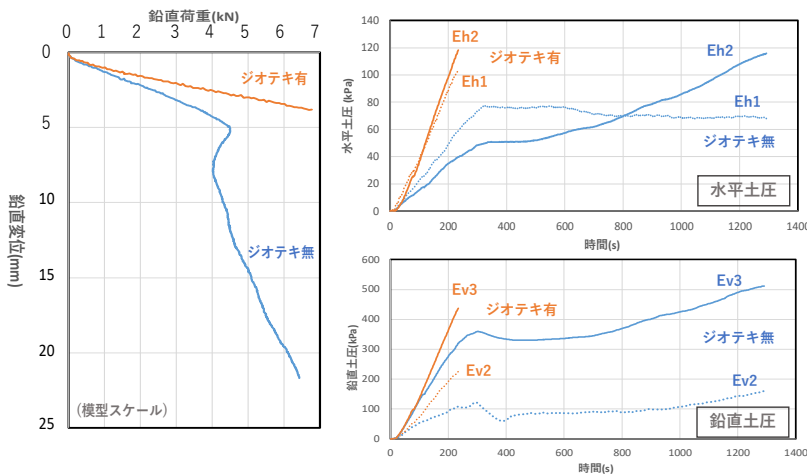 鉛直荷重(kN)
0 1 2 3 4 5 6 7
0
5
10
15
20
25
鉛直変位(mm)
ジオテキ有
ジオテキ無
(模型スケール)
140
120
100
80
60
40
20
0
水平土圧 (kPa)
Eh2
ジオテキ有
Eh1
Eh2
Eh1
ジオテキ無
水平土圧
0 200 400 600 800 1000 1200 1400
時間(s)
600
500
400
300
200
100
0
鉛直土圧(kPa)
Ev3
ジオテキ有
Ev2
Ev3
ジオテキ無
Ev2
鉛直土圧
0 200 400 600 800 1000 1200 1400
時間(s)